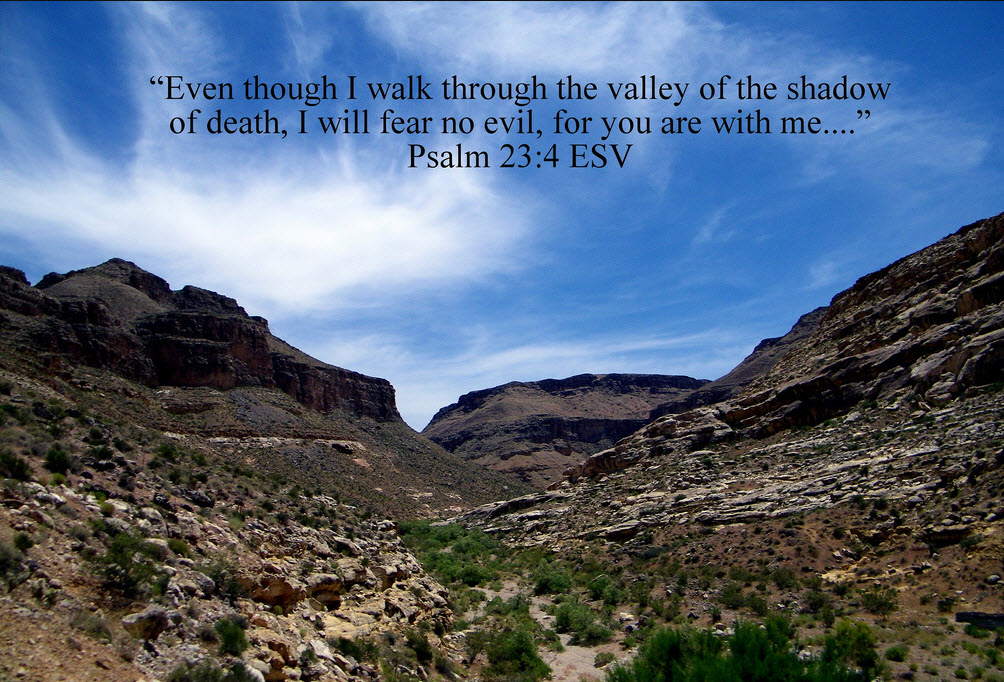 “Even though I walk through the valley of the shadow
of death, I will fear no evil, for you are with me....”
Psalm 23:4 ESV